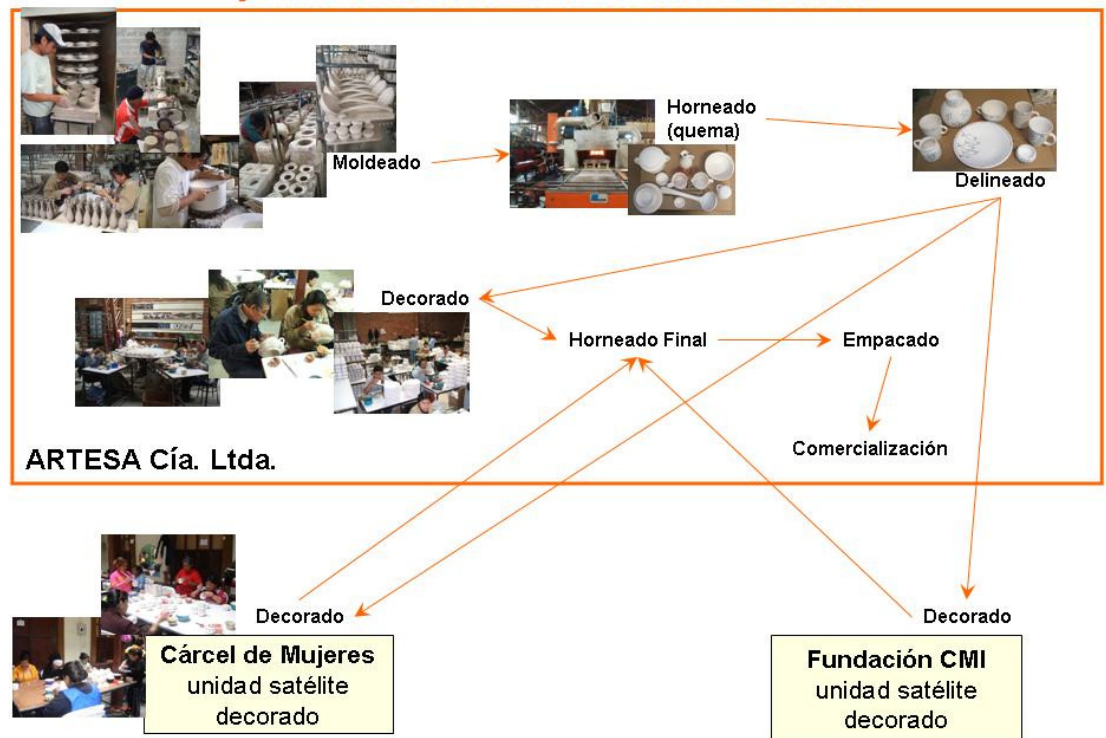 Moldeado
Horneado
(quema)
Delineado
Decorado
Horneado Final
Empacado
Comercialización
ARTESA Cía. Ltda.
Decorado
Cárcel de Mujeres
unidad satélite
decorado
Decorado
Fundación CMI
unidad satélite
decorado